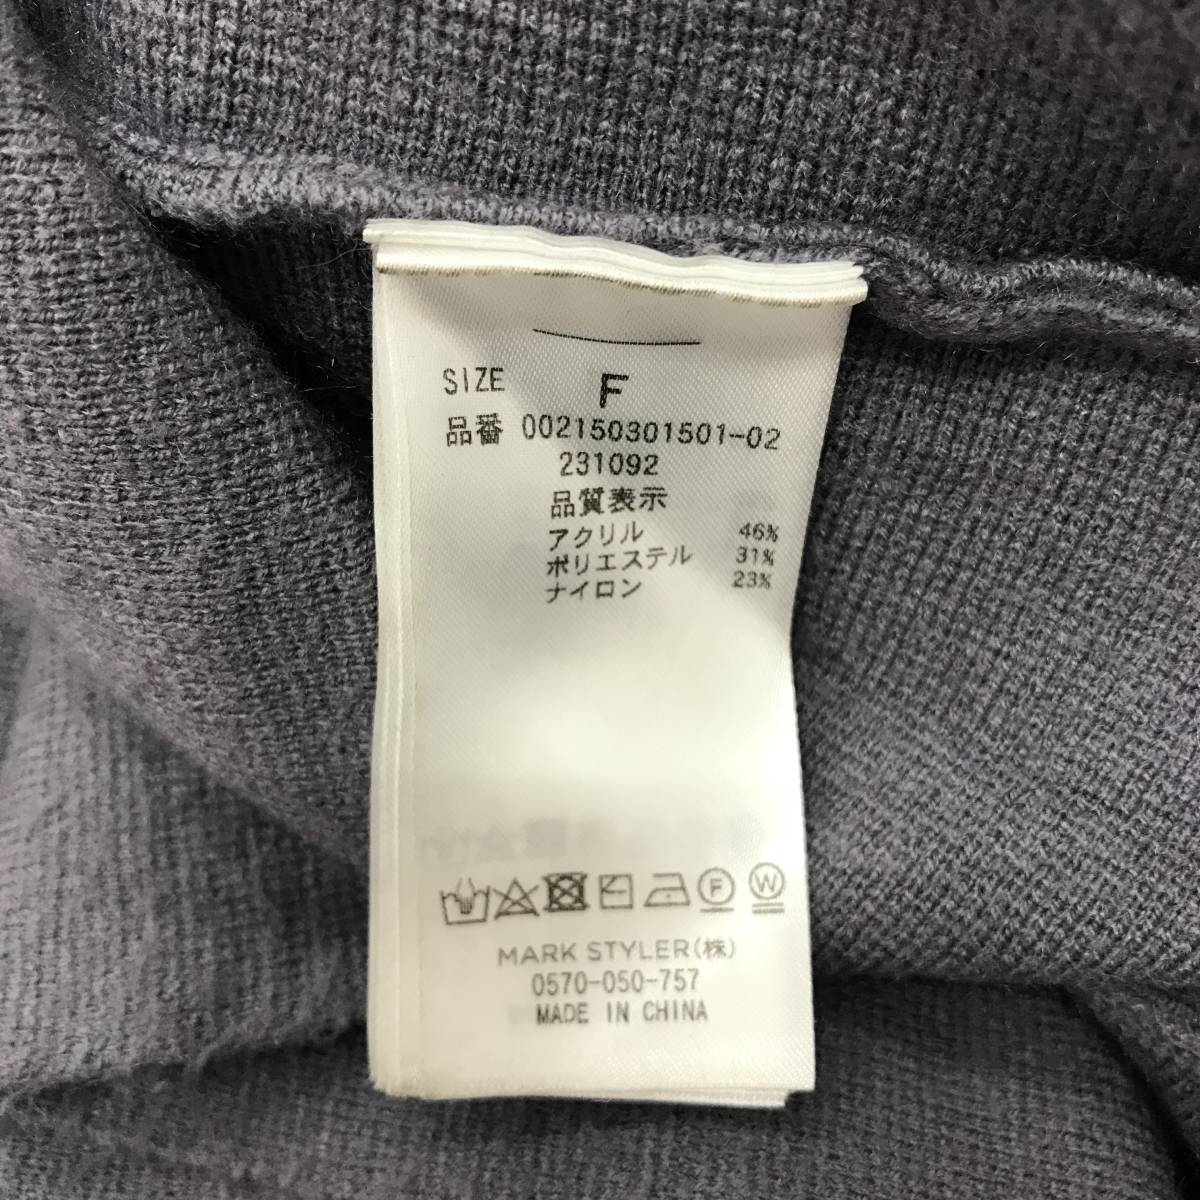 SIZE F
品番 002150301501-02
231092
品質表示
アクリル 46%
ポリエステル 31%
ナイロン 23%
F W
MARK STYLER(株)
0570-050-757
MADE IN CHINA